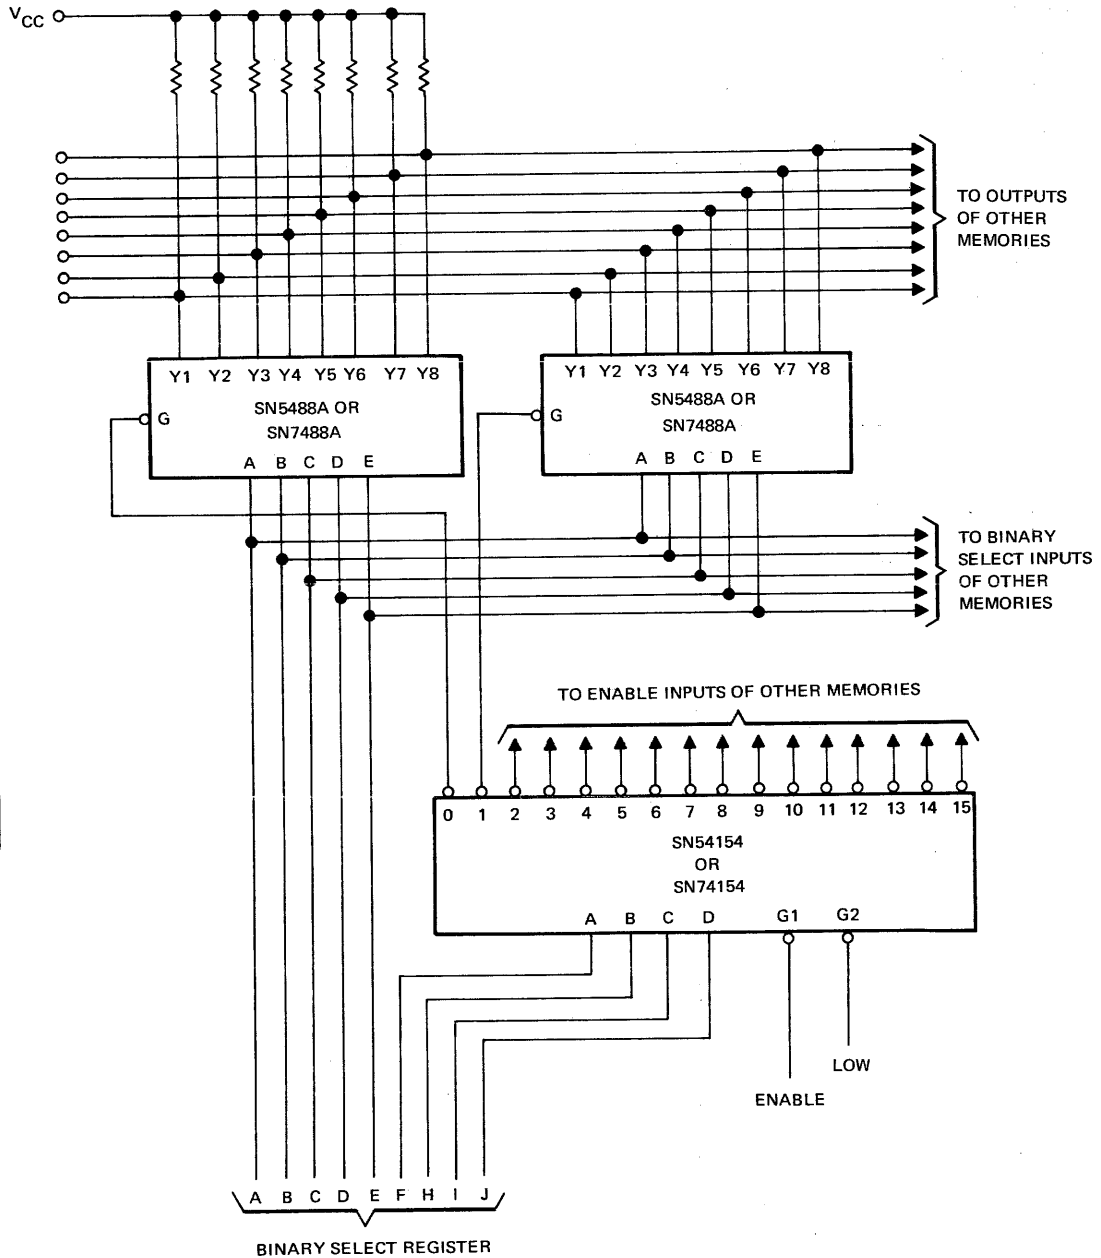 VCC
TO OUTPUTS
OF OTHER
MEMORIES
Y1 Y2 Y3 Y4 Y5 Y6 Y7 Y8
G
SN5488A OR
SN7488A
A B C D E
Y1 Y2 Y3 Y4 Y5 Y6 Y7 Y8
G
SN5488A OR
SN7488A
A B C D E
TO BINARY
SELECT INPUTS
OF OTHER
MEMORIES
TO ENABLE INPUTS OF OTHER MEMORIES
0 1 2 3 4 5 6 7 8 9 10 11 12 13 14 15
SN54154
OR
SN74154
A B C D G1 G2
LOW
ENABLE
A B C D E F H I J
BINARY SELECT REGISTER